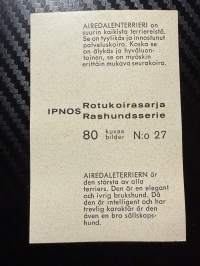 AIREDALENTERRIERI on
suurin kaikista terriereistä.
Se on tyylikäs ja innostunut
palveluskoira. Koska se
on älykäs ja hyväluon-
toinen, se on myöskin
erittäin mukava seurakoira.
IPNOS Rotukoirasarja
Rashundsserie
80 kuvaa
bilder N:o 27
AIREDALETERRIERN är
den största av alla
terriers. Den är en elegant
och ivrig brukshund. Då
den är intelligent och har
trevlig karaktär är den
även en bra sällskaps-
hund.